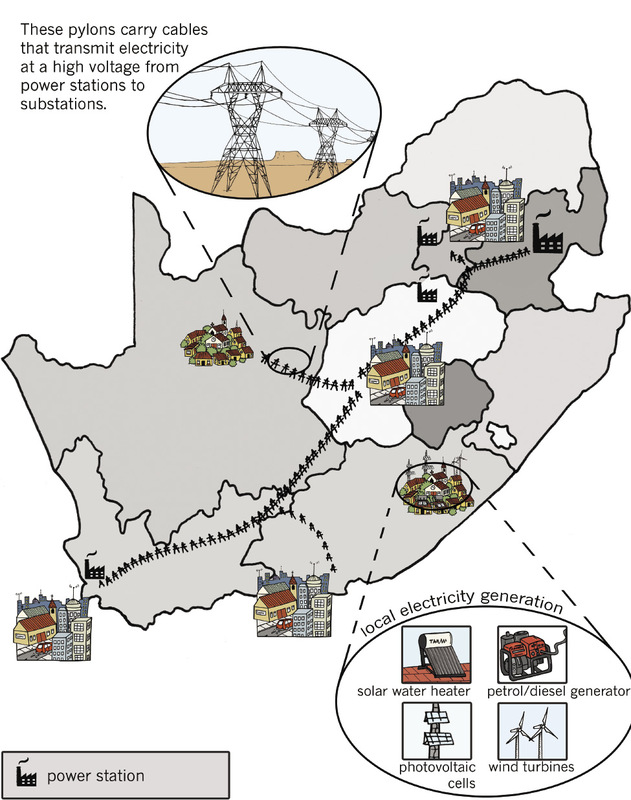 These pylons carry cables
that transmit electricity
at a high voltage from
power stations to
substations.
local electricity generation
solar water heater
petrol/diesel generator
photovoltaic
cells
wind turbines
power station